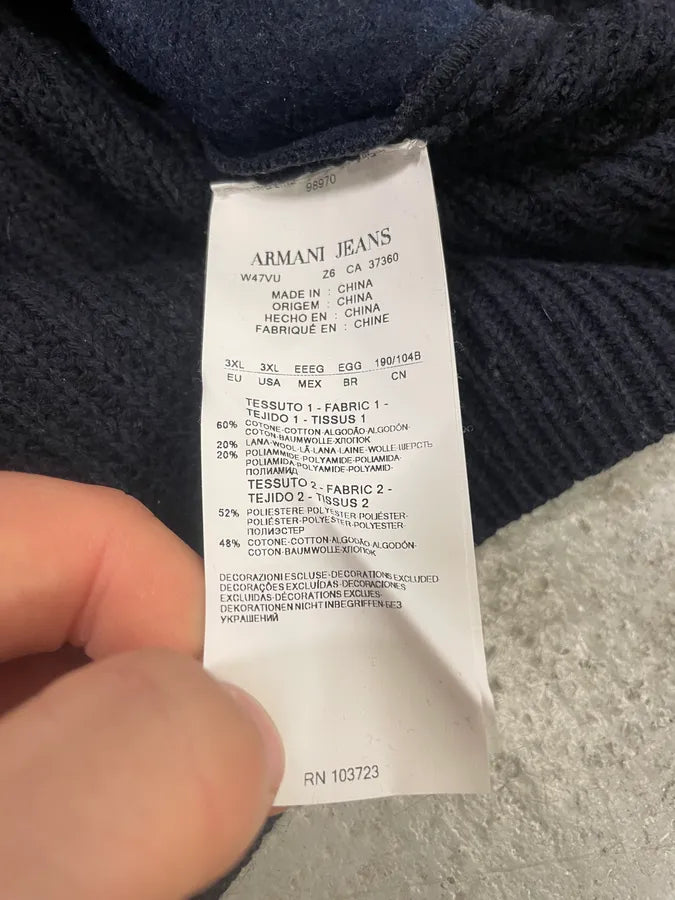 98970
ARMANI JEANS
W47VU Z6 CA 37360
MADE IN : CHINA
ORIGEM : CHINA
HECHO EN : CHINA
FABRIQUÉ EN : CHINE
3XL 3XL EEEG EGG 190/104B
EU USA MEX BR CN
TESSUTO 1 - FABRIC 1 -
TEJIDO 1 - TISSUS 1
60% COTONE-COTTON-ALGODÃO-ALGODÓN-
COTON-BAUMWOLLE-ХЛОПОК
20% LANA-WOOL-LÃ-LANA-LAINE-WOLLE-ШЕРСТЬ
20% POLIAMMIDE-POLYAMIDE-POLIAMIDA-
POLIAMIDA-POLYAMIDE-POLYAMID-
ПОЛИАМИД
TESSUTO 2 - FABRIC 2 -
TEJIDO 2 - TISSUS 2
52% POLIESTERE-POLYESTER-POLIÉSTER-
POLIÉSTER-POLYESTER-POLYESTER-
ПОЛИЭСТЕР
48% COTONE-COTTON-ALGODÃO-ALGODÓN-
COTON-BAUMWOLLE-ХЛОПОК
DECORAZIONI ESCLUSE-DECORATIONS EXCLUDED
DECORAÇÕES EXCLUÍDAS-DECORACIONES
EXCLUIDAS-DÉCORATIONS EXCLUES-
DEKORATIONEN NICHT INBEGRIFFEN-БЕЗ
УКРАШЕНИЙ
RN 103723